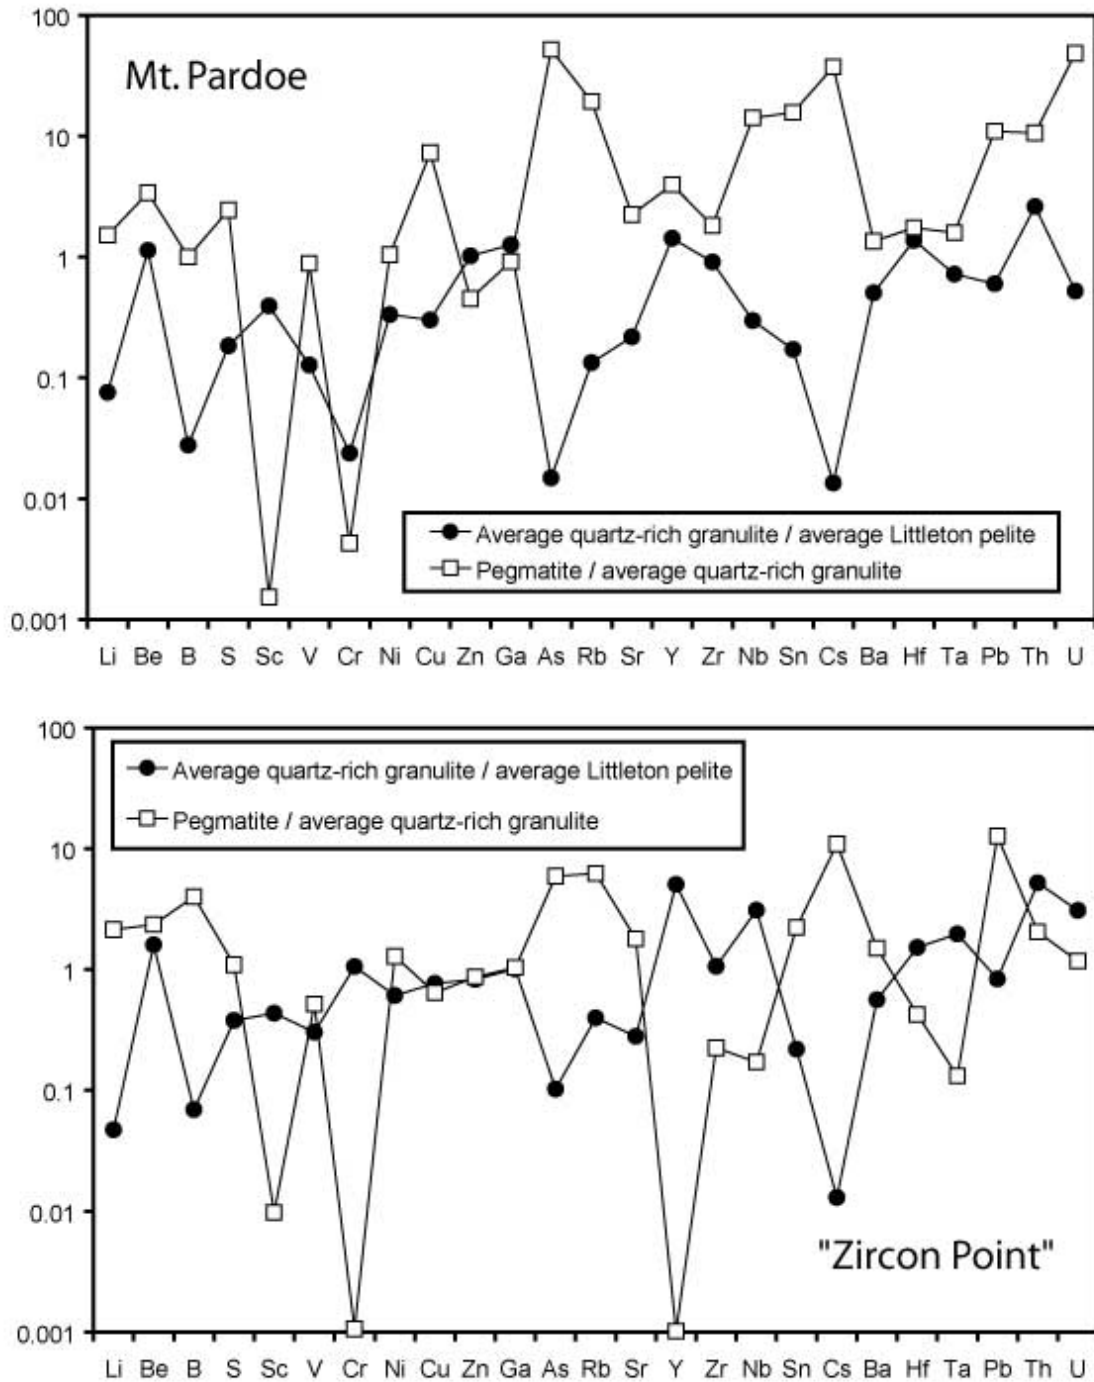 100
10
1
0.1
0.01
0.001
Mt. Pardoe
Average quartz-rich granulite / average Littleton pelite
Pegmatite / average quartz-rich granulite
Li Be B S Sc V Cr Ni Cu Zn Ga As Rb Sr Y Zr Nb Sn Cs Ba Hf Ta Pb Th U
100
10
1
0.1
0.01
0.001
Average quartz-rich granulite / average Littleton pelite
Pegmatite / average quartz-rich granulite
"Zircon Point"
Li Be B S Sc V Cr Ni Cu Zn Ga As Rb Sr Y Zr Nb Sn Cs Ba Hf Ta Pb Th U